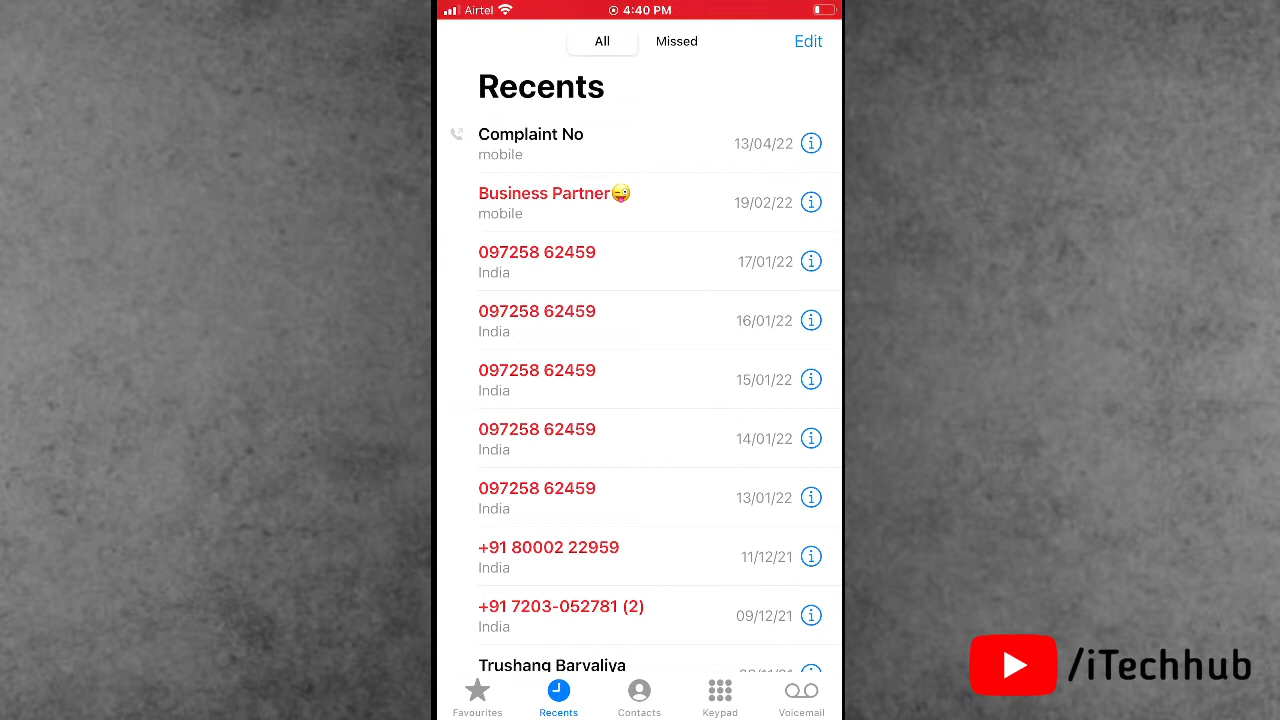 Airtel 4:40 PM
All Missed Edit
Recents
Complaint No
mobile
13/04/22
Business Partner😜
mobile
19/02/22
097258 62459
India
17/01/22
097258 62459
India
16/01/22
097258 62459
India
15/01/22
097258 62459
India
14/01/22
097258 62459
India
13/01/22
+91 80002 22959
India
11/12/21
+91 7203-052781 (2)
India
09/12/21
Trushang Barvaliya
Favourites Recents Contacts Keypad Voicemail
/iTechhub